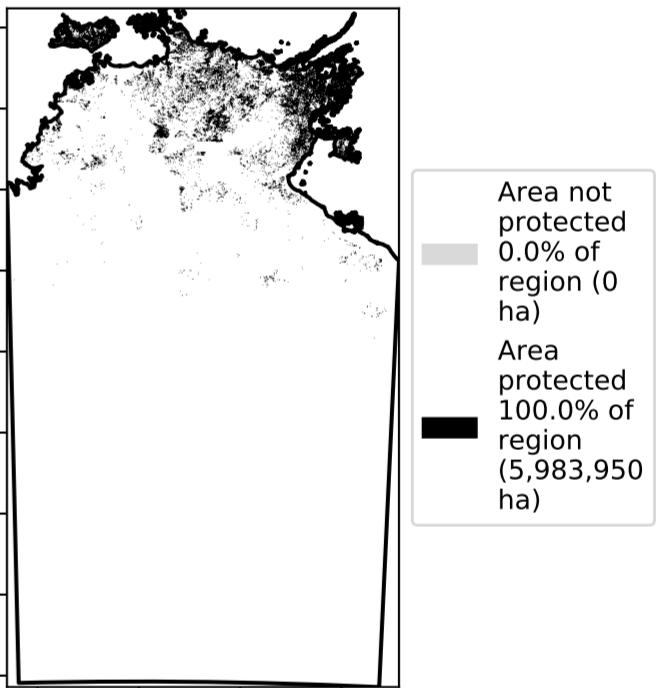 Area not
protected
0.0% of
region (0
ha)
Area
protected
100.0% of
region
(5,983,950
ha)